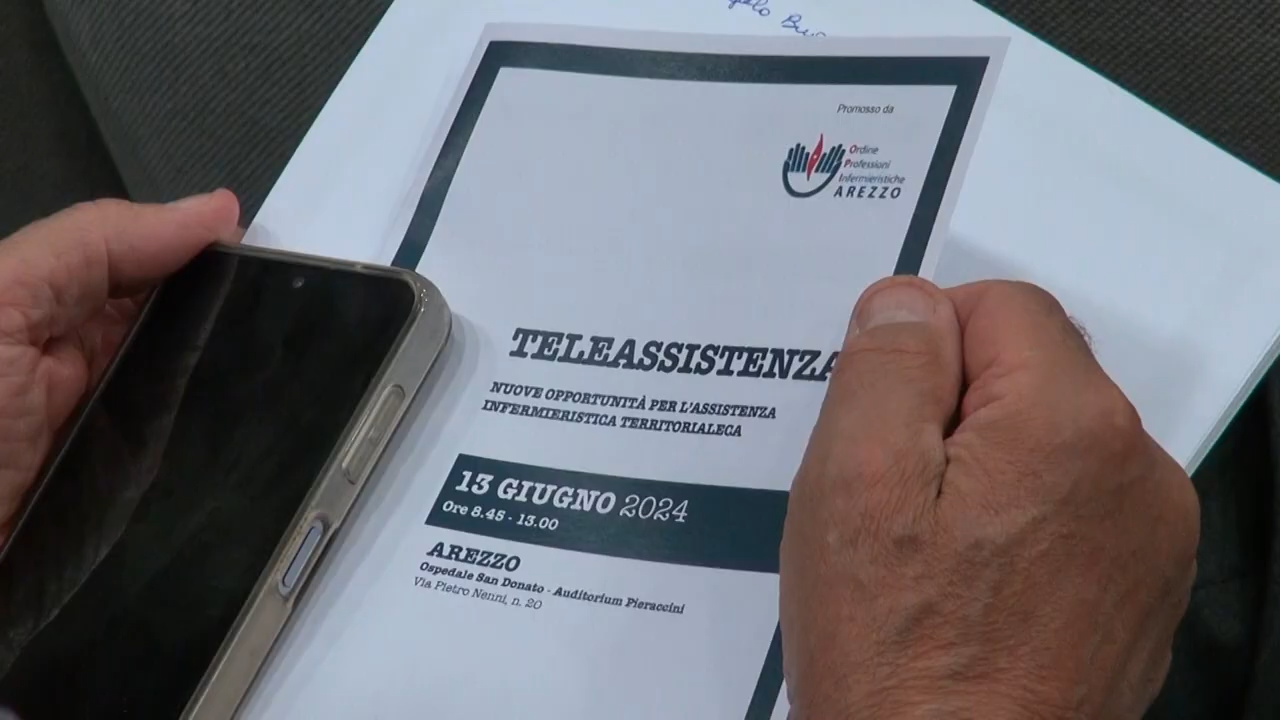 Promosso da
Ordine
Professioni
Infermieristiche
AREZZO
TELEASSISTENZA
NUOVE OPPORTUNITÀ PER L'ASSISTENZA
INFERMIERISTICA TERRITORIALECA
13 GIUGNO 2024
Ore 8.45 - 13.00
AREZZO
Ospedale San Donato - Auditorium Pieraccini
Via Pietro Nenni, n. 20